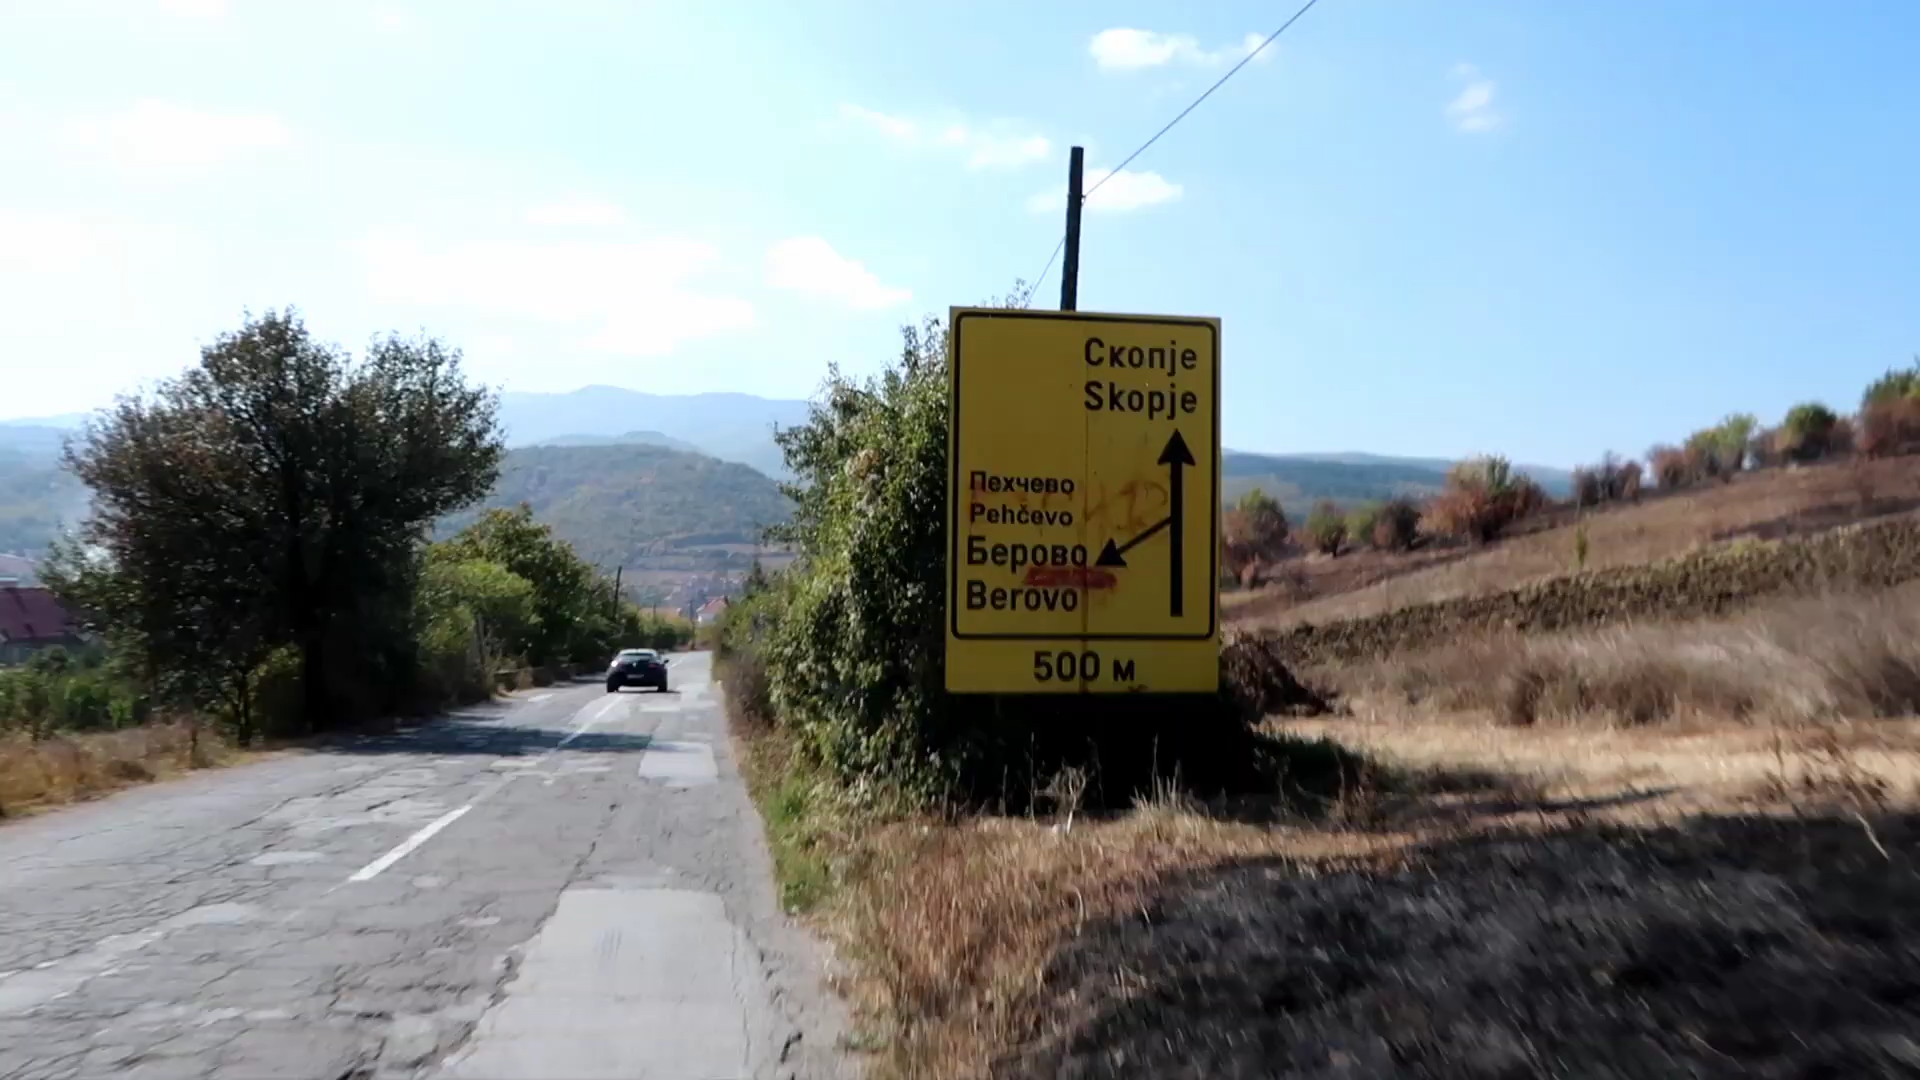 Скопје
Skopje
Пехчево
Pehčevo
Берово
Berovo
500 м